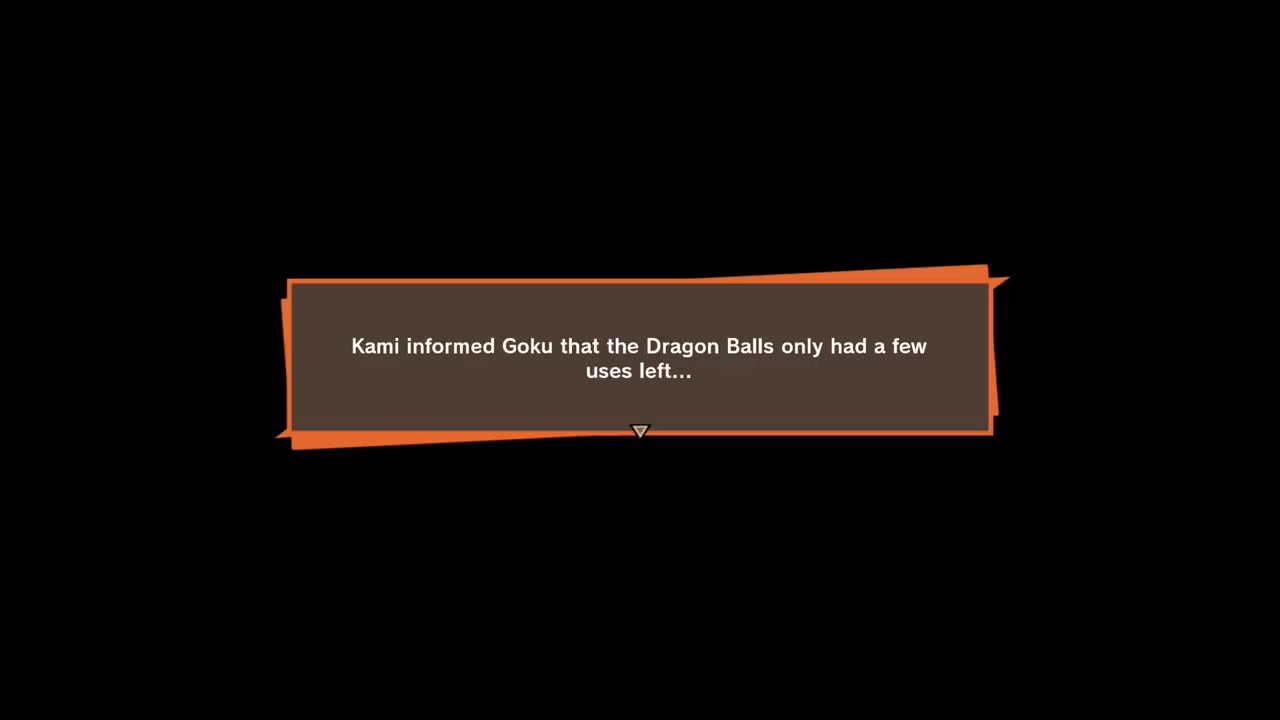 Kami informed Goku that the Dragon Balls only had a few
uses left...